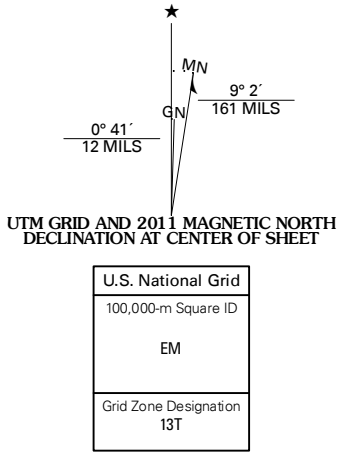 ★
MN
GN
9° 2´
161 MILS
0° 41´
12 MILS
UTM GRID AND 2011 MAGNETIC NORTH
DECLINATION AT CENTER OF SHEET
U.S. National Grid
100,000-m Square ID
EM
Grid Zone Designation
13T